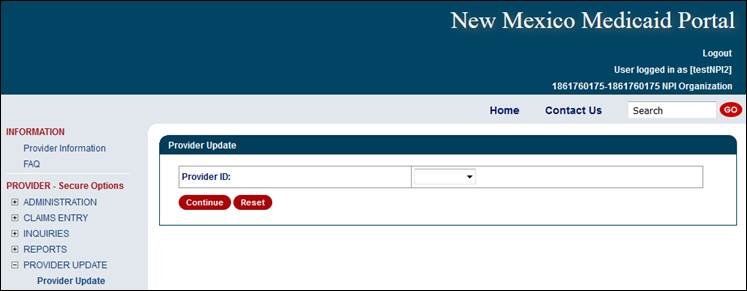 New Mexico Medicaid Portal
Logout
User logged in as [testNPI2]
1861760175-1861760175 NPI Organization
Home Contact Us Search GO
INFORMATION
Provider Information
FAQ
PROVIDER - Secure Options
ADMINISTRATION
CLAIMS ENTRY
INQUIRIES
REPORTS
PROVIDER UPDATE
Provider Update
Provider Update
Provider ID:
Continue Reset